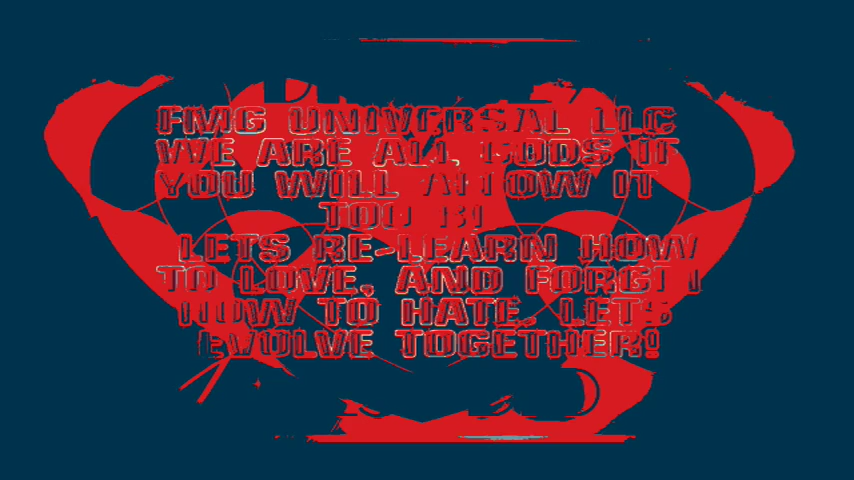 FMG UNIVERSAL LLC
WE ARE ALL GODS IF
YOU WILL ALLOW IT
TOO BE
LETS RE-LEARN HOW
TO LOVE, AND FORGET
HOW TO HATE, LETS
EVOLVE TOGETHER!